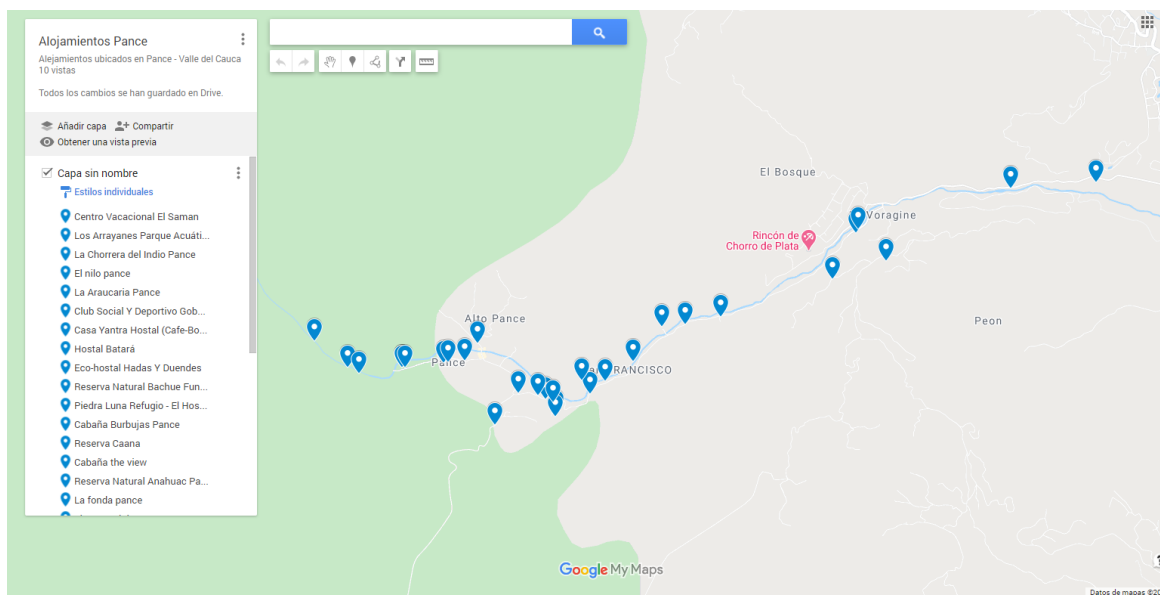 Alojamientos Pance
Alejamientos ubicados en Pance - Valle del Cauca
10 vistas
Todos los cambios se han guardado en Drive.
Añadir capa Compartir
Obtener una vista previa
Capa sin nombre
Estilos individuales
Centro Vacacional El Saman
Los Arrayanes Parque Acuáti...
La Chorrera del Indio Pance
El nilo pance
La Araucaria Pance
Club Social Y Deportivo Gob...
Casa Yantra Hostal (Cafe-Bo...
Hostal Batará
Eco-hostal Hadas Y Duendes
Reserva Natural Bachue Fun...
Piedra Luna Refugio - El Hos...
Cabaña Burbujas Pance
Reserva Caana
Cabaña the view
Reserva Natural Anahuac Pa...
La fonda pance
El Bosque
Voragine
Rincón de
Chorro de Plata
Peon
Alto Pance
Pance
FRANCISCO
Google My Maps
Datos de mapas ©20